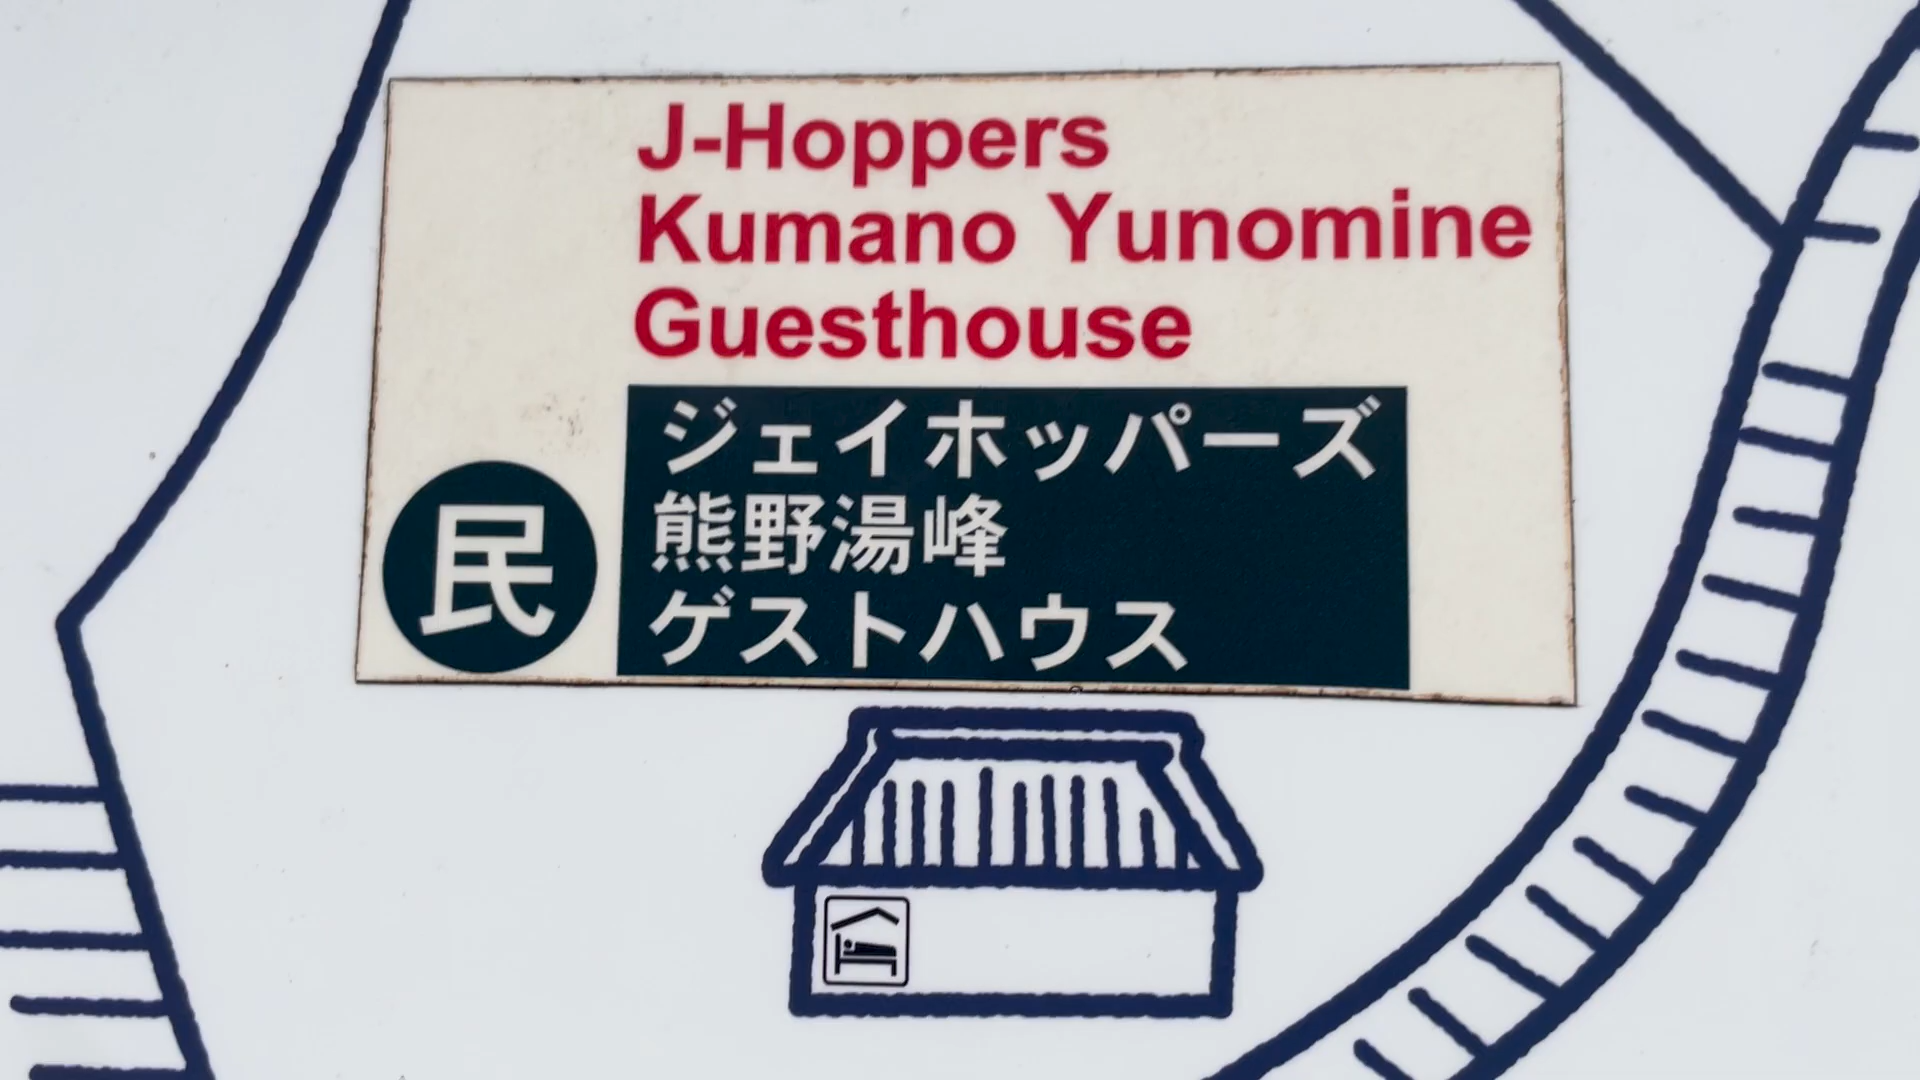 J-Hoppers
Kumano Yunomine
Guesthouse
ジェイホッパーズ
熊野湯峰
ゲストハウス
民